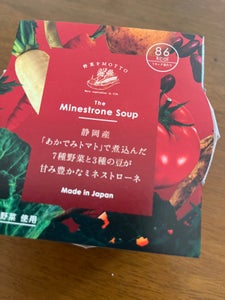 野菜をMOTTO
The
Minestrone Soup
86
kcal
静岡産
「あかでみトマト」で煮込んだ
7種野菜と3種の豆が
甘み豊かなミネストローネ
Made in Japan
野菜 使用